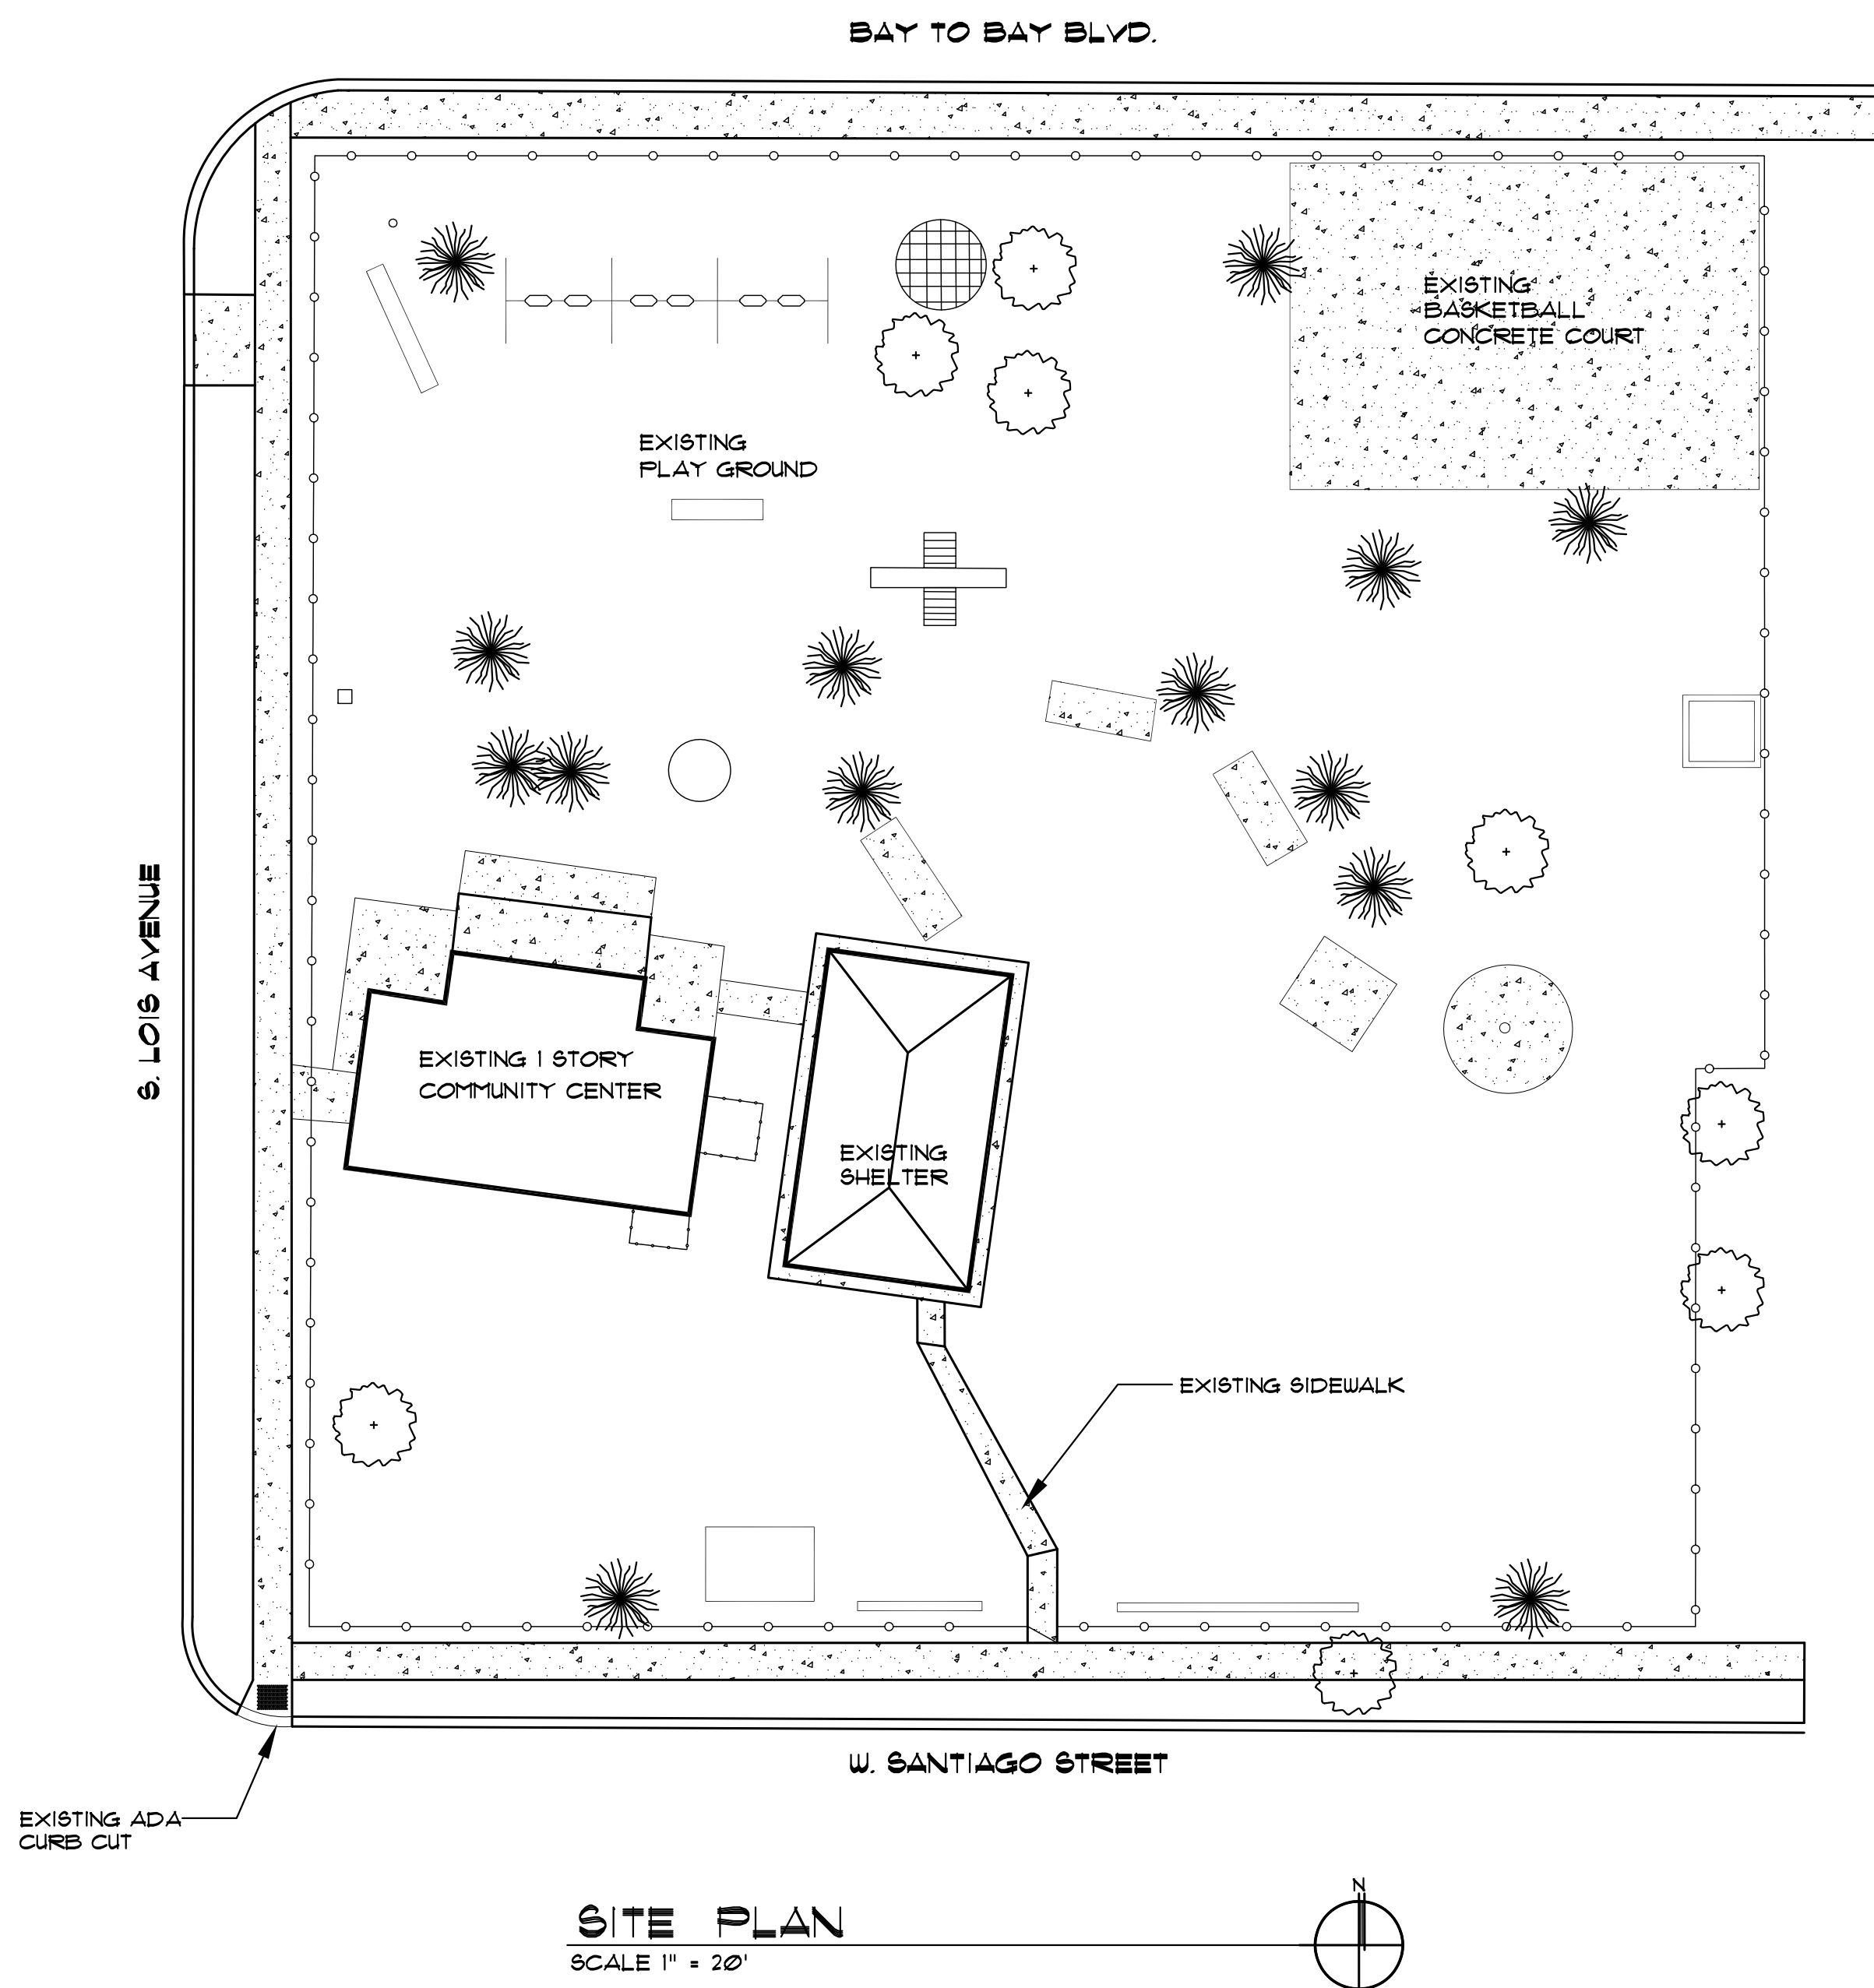 BAY TO BAY BLVD.
EXISTING
BASKETBALL
CONCRETE COURT
EXISTING
PLAY GROUND
S. LOIS AVENUE
EXISTING 1 STORY
COMMUNITY CENTER
EXISTING
SHELTER
EXISTING SIDEWALK
W. SANTIAGO STREET
EXISTING ADA
CURB CUT
N
SITE PLAN
SCALE 1" = 20'